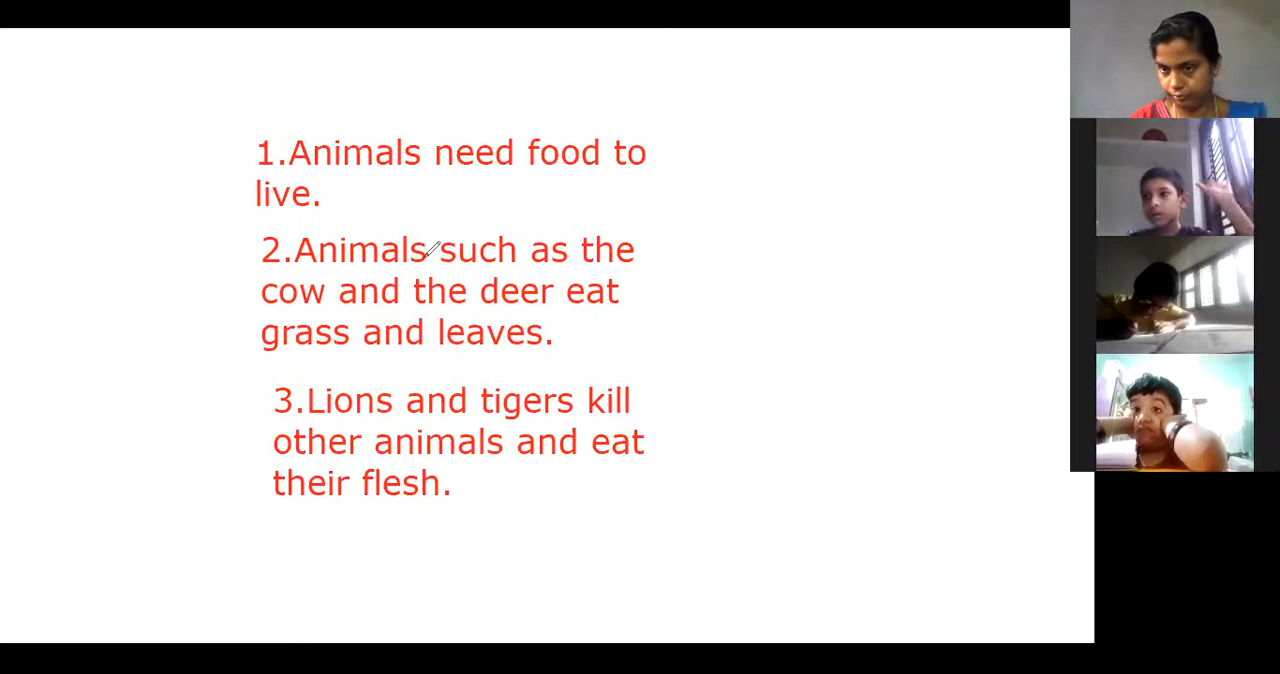 1.Animals need food to
live.
2.Animals such as the
cow and the deer eat
grass and leaves.
3.Lions and tigers kill
other animals and eat
their flesh.